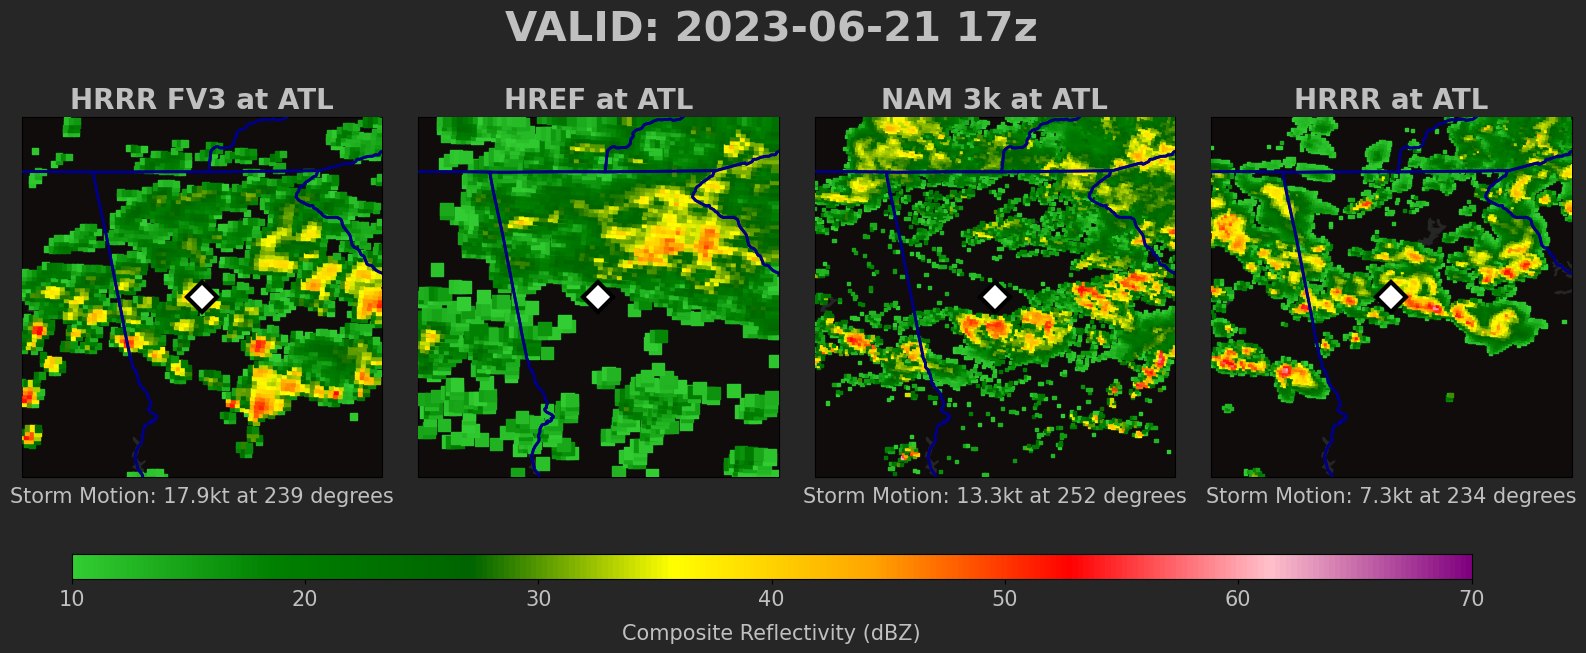 VALID: 2023-06-21 17z
HRRR FV3 at ATL
HREF at ATL
NAM 3k at ATL
HRRR at ATL
Storm Motion: 17.9kt at 239 degrees
Storm Motion: 13.3kt at 252 degrees
Storm Motion: 7.3kt at 234 degrees
10 20 30 40 50 60 70
Composite Reflectivity (dBZ)